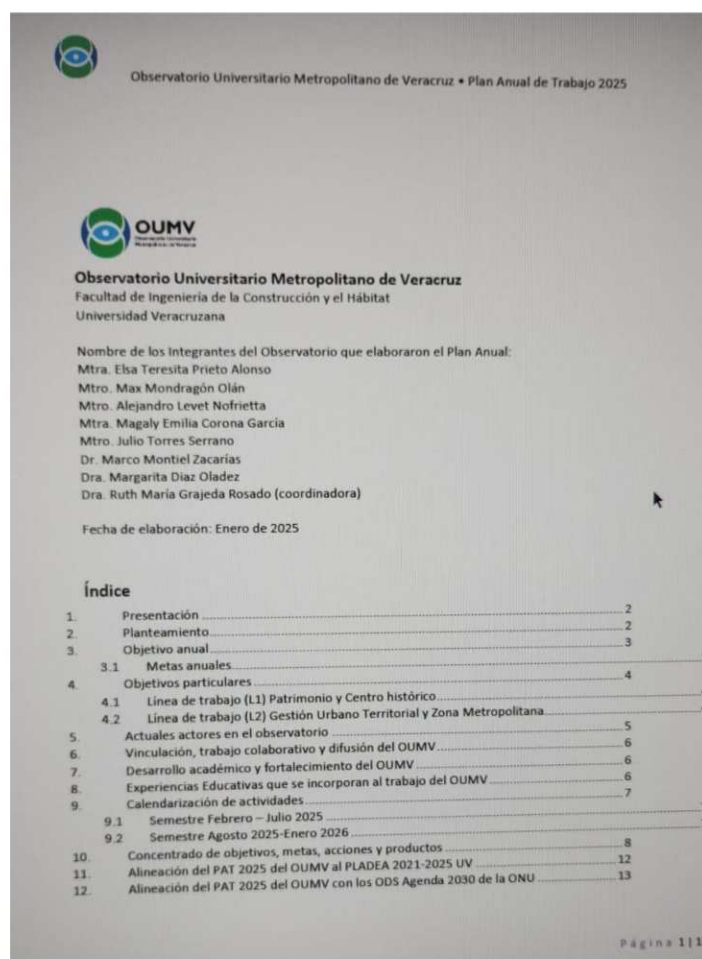 Observatorio Universitario Metropolitano de Veracruz • Plan Anual de Trabajo 2025
OUMV
Observatorio Universitario Metropolitano de Veracruz
Facultad de Ingeniería de la Construcción y el Hábitat
Universidad Veracruzana
Nombre de los Integrantes del Observatorio que elaboraron el Plan Anual:
Mtra. Elsa Teresita Prieto Alonso
Mtro. Max Mondragón Olán
Mtro. Alejandro Levet Nofrietta
Mtra. Magaly Emilia Corona García
Mtro. Julio Torres Serrano
Dr. Marco Montiel Zacarías
Dra. Margarita Diaz Oladez
Dra. Ruth María Grajeda Rosado (coordinadora)
Fecha de elaboración: Enero de 2025
Índice
1. Presentación 2
2. Planteamiento 2
3. Objetivo anual 3
3.1 Metas anuales
4. Objetivos particulares 4
4.1 Línea de trabajo (L1) Patrimonio y Centro histórico
4.2 Línea de trabajo (L2) Gestión Urbano Territorial y Zona Metropolitana
5. Actuales actores en el observatorio 5
6. Vinculación, trabajo colaborativo y difusión del OUMV 6
7. Desarrollo académico y fortalecimiento del OUMV 6
8. Experiencias Educativas que se incorporan al trabajo del OUMV 6
9. Calendarización de actividades 7
9.1 Semestre Febrero – Julio 2025
9.2 Semestre Agosto 2025-Enero 2026
10. Concentrado de objetivos, metas, acciones y productos 8
11. Alineación del PAT 2025 del OUMV al PLADEA 2021-2025 UV 12
12. Alineación del PAT 2025 del OUMV con los ODS Agenda 2030 de la ONU 13
Página 1|1